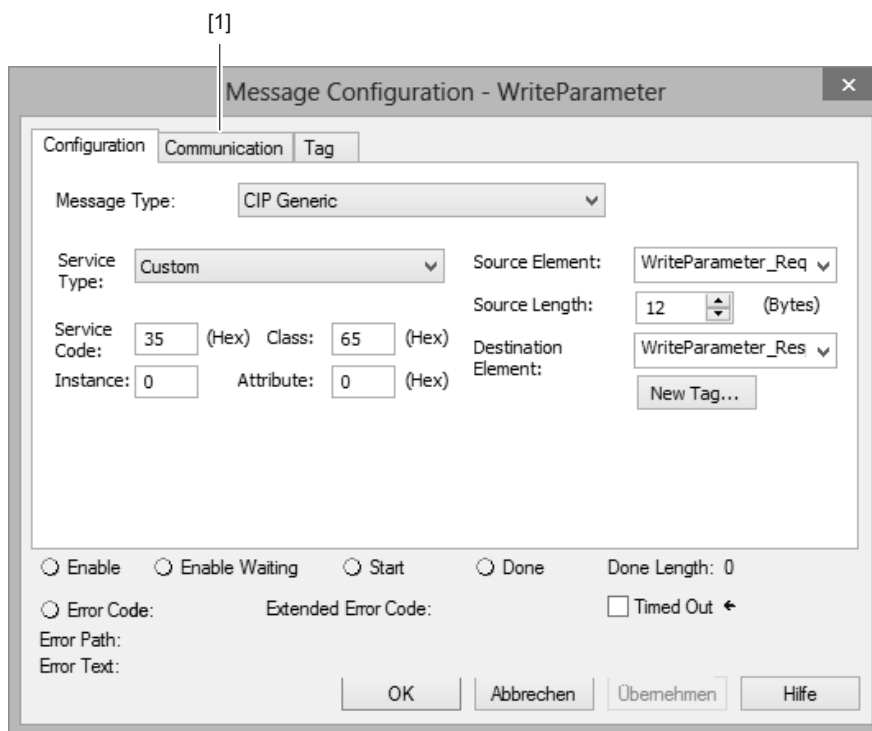 [1]
Message Configuration - WriteParameter
×
Configuration Communication Tag
Message Type: CIP Generic
Service Type: Custom
Source Element: WriteParameter_Req
Source Length: 12 (Bytes)
Service Code: 35 (Hex) Class: 65 (Hex)
Destination Element: WriteParameter_Res
Instance: 0 Attribute: 0 (Hex)
New Tag...
Enable Enable Waiting Start Done Done Length: 0
Error Code: Extended Error Code: Timed Out ←
Error Path:
Error Text:
OK Abbrechen Übernehmen Hilfe